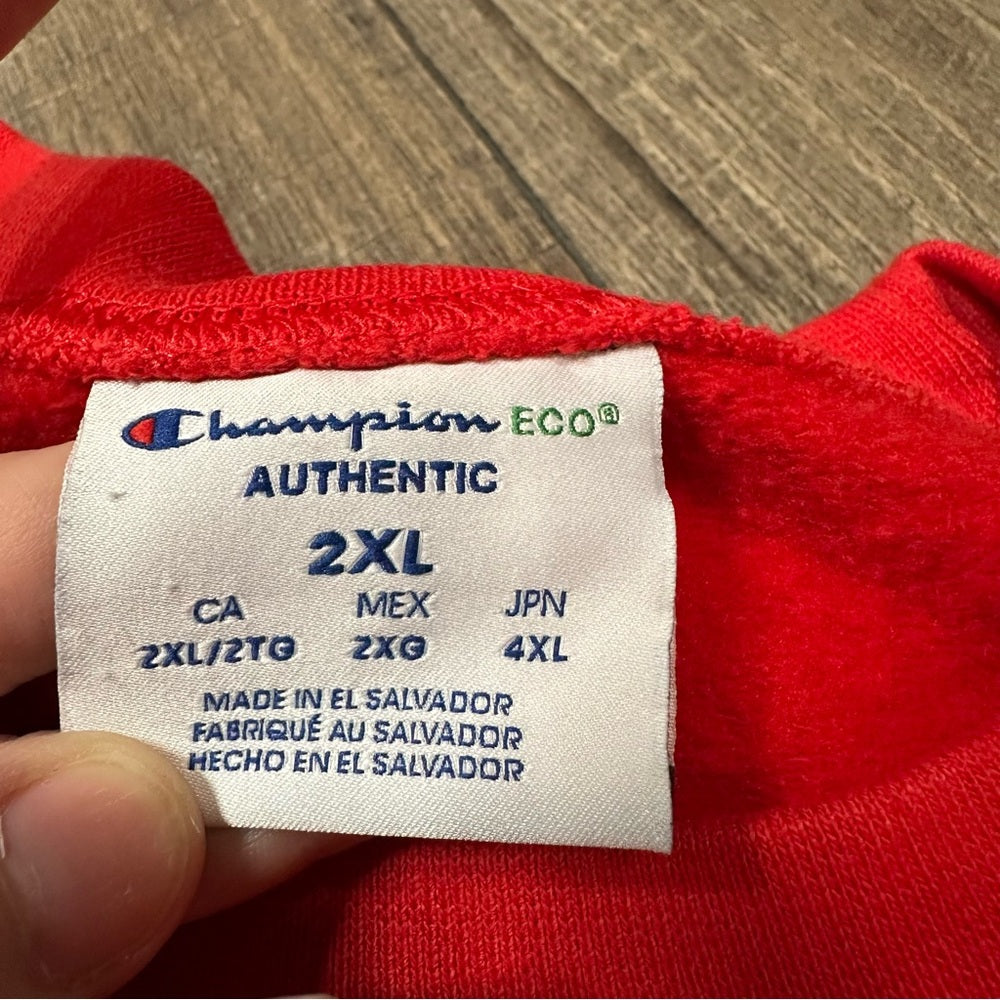 Champion ECO®
AUTHENTIC
2XL
CA MEX JPN
2XL/2TG 2XG 4XL
MADE IN EL SALVADOR
FABRIQUÉ AU SALVADOR
HECHO EN EL SALVADOR